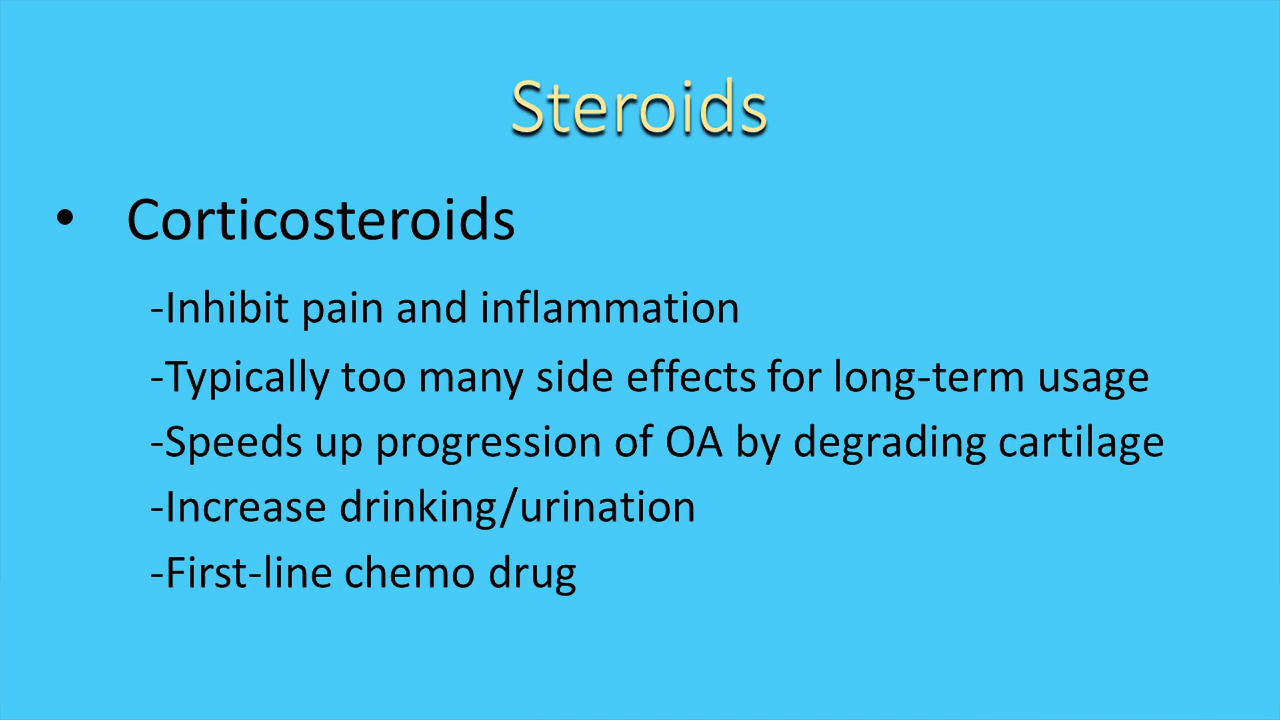 Steroids
• Corticosteroids
-Inhibit pain and inflammation
-Typically too many side effects for long-term usage
-Speeds up progression of OA by degrading cartilage
-Increase drinking/urination
-First-line chemo drug